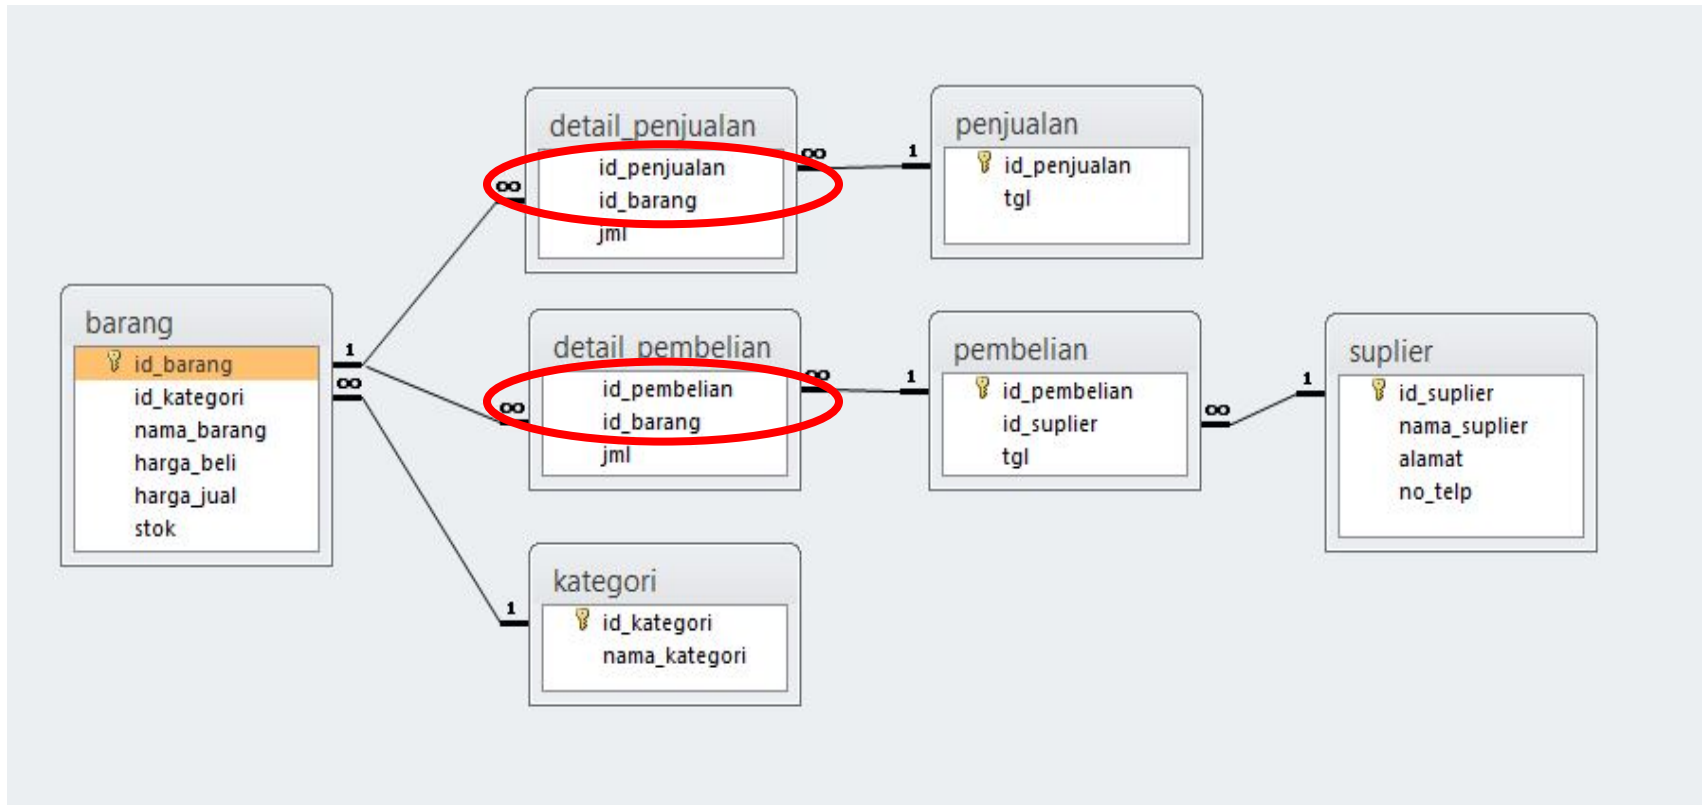 detail_penjualan
id_penjualan
id_barang
jml
∞
∞
penjualan
id_penjualan
tgl
1
barang
id_barang
id_kategori
nama_barang
harga_beli
harga_jual
stok
1
∞
detail_pembelian
id_pembelian
id_barang
jml
∞
∞
pembelian
id_pembelian
id_suplier
tgl
1
∞
suplier
id_suplier
nama_suplier
alamat
no_telp
1
kategori
id_kategori
nama_kategori
1